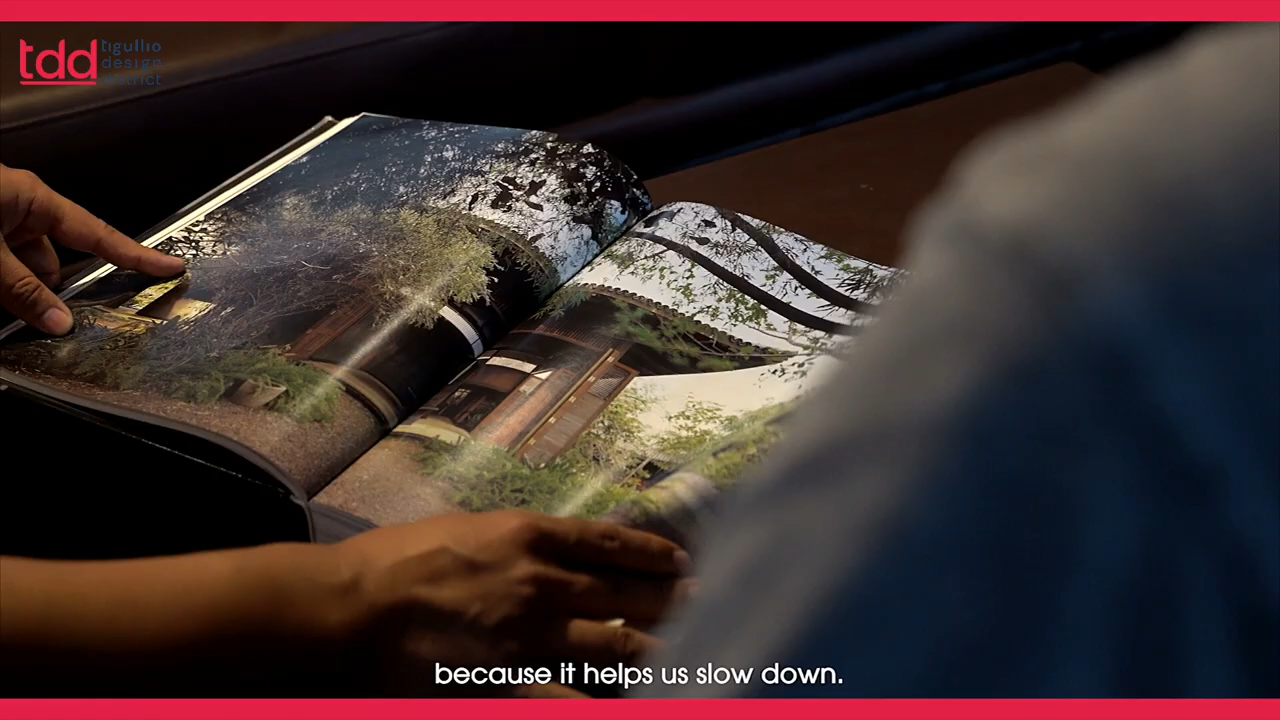 tdd
tigullio
design
district
because it helps us slow down.